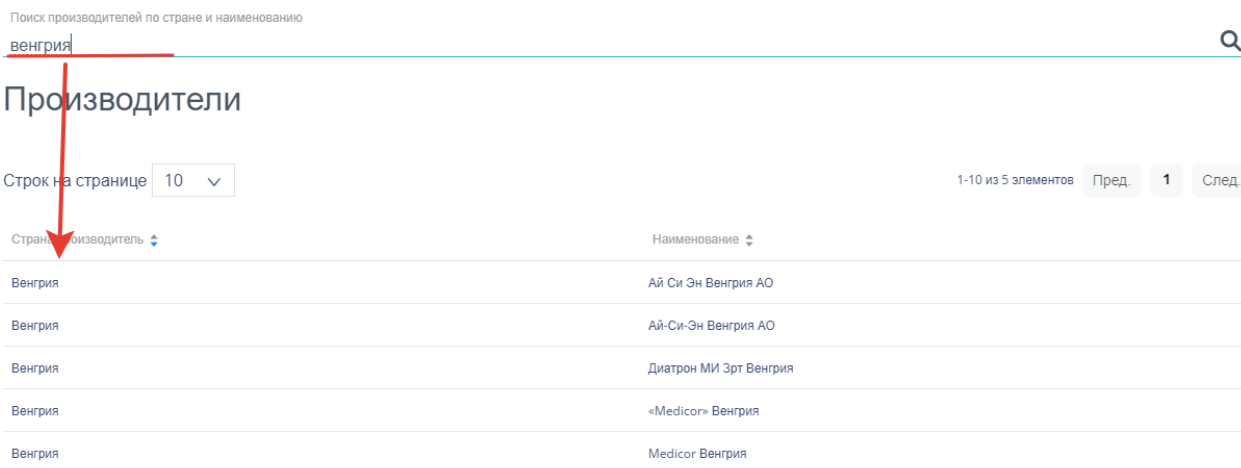 Поиск производителей по стране и наименованию
венгрия
Производители
Строк на странице 10 1-10 из 5 элементов Пред. 1 След.
Страна производитель Наименование
Венгрия Ай Си Эн Венгрия АО
Венгрия Ай-Си-Эн Венгрия АО
Венгрия Диатрон МИ Зрт Венгрия
Венгрия «Medicor» Венгрия
Венгрия Medicor Венгрия